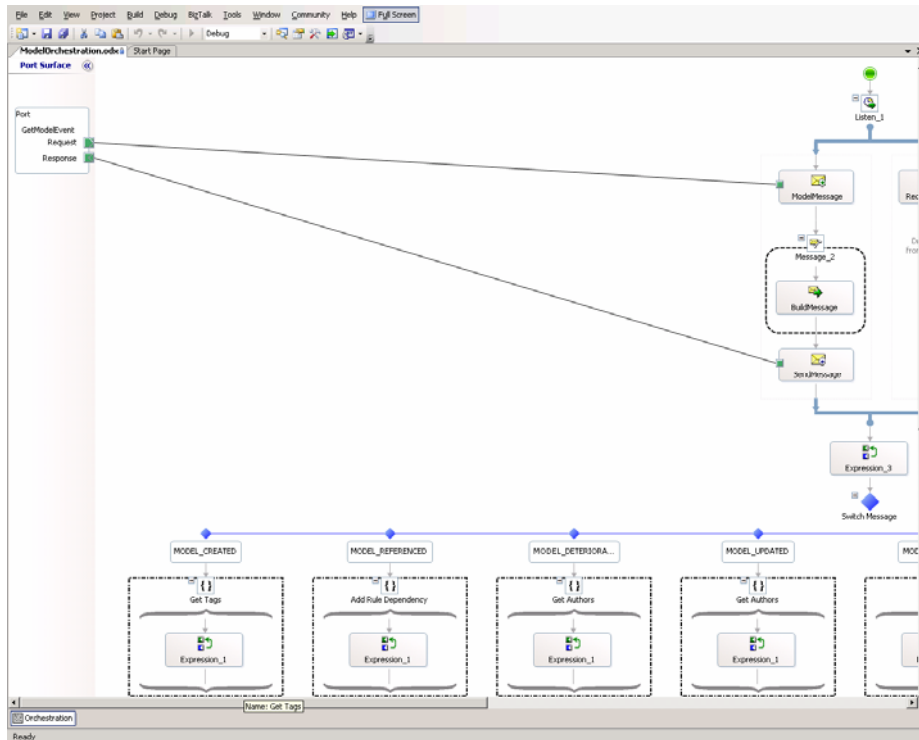 File Edit View Project Build Debug BizTalk Tools Window Community Help Full Screen
Debug
ModelOrchestration.odx Start Page
Port Surface
Port
GetModelEvent
Request
Response
Listen_1
ModelMessage
Rec
Message_2
BuildMessage
SendMessage
Expression_3
Switch Message
MODEL_CREATED MODEL_REFERENCED MODEL_DETERIORA... MODEL_UPDATED MOD
Get Tags Add Rule Dependency Get Authors Get Authors
Expression_1 Expression_1 Expression_1 Expression_1
Name: Get Tags
Orchestration
Ready